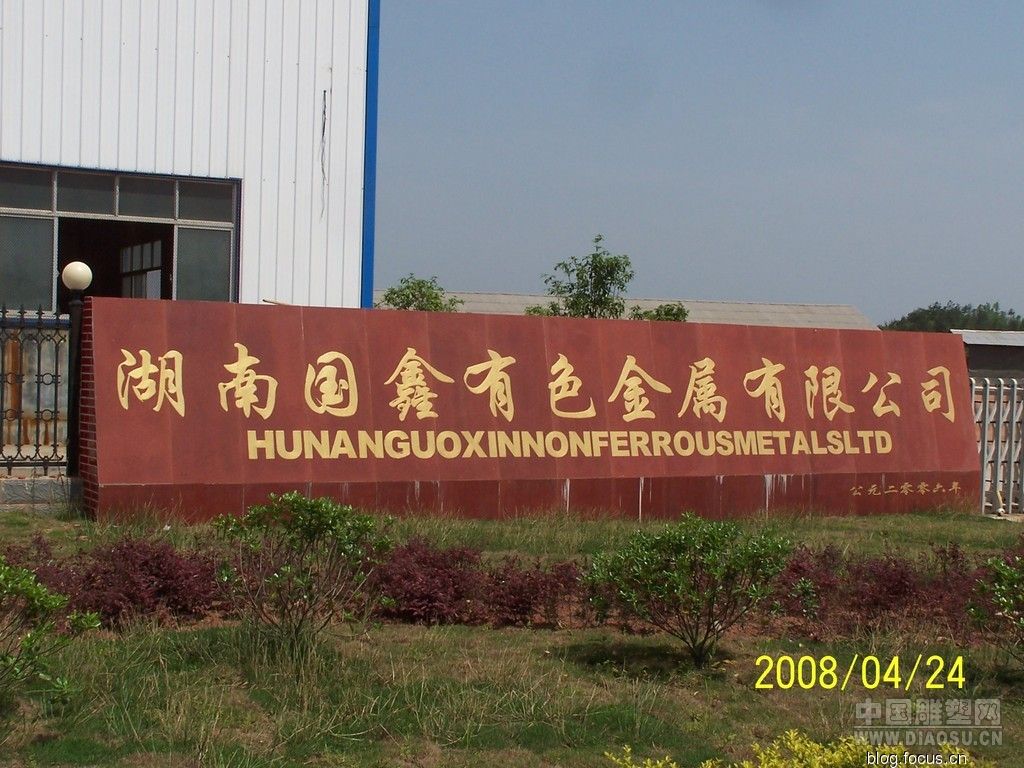 湖南国鑫有色金属有限公司
HUNANGUOXINNONFERROUSMETALSLTD
公元二零零六年
2008/04/24
中国雕塑网
WWW.DIAOSU.CN
blog.focus.cn